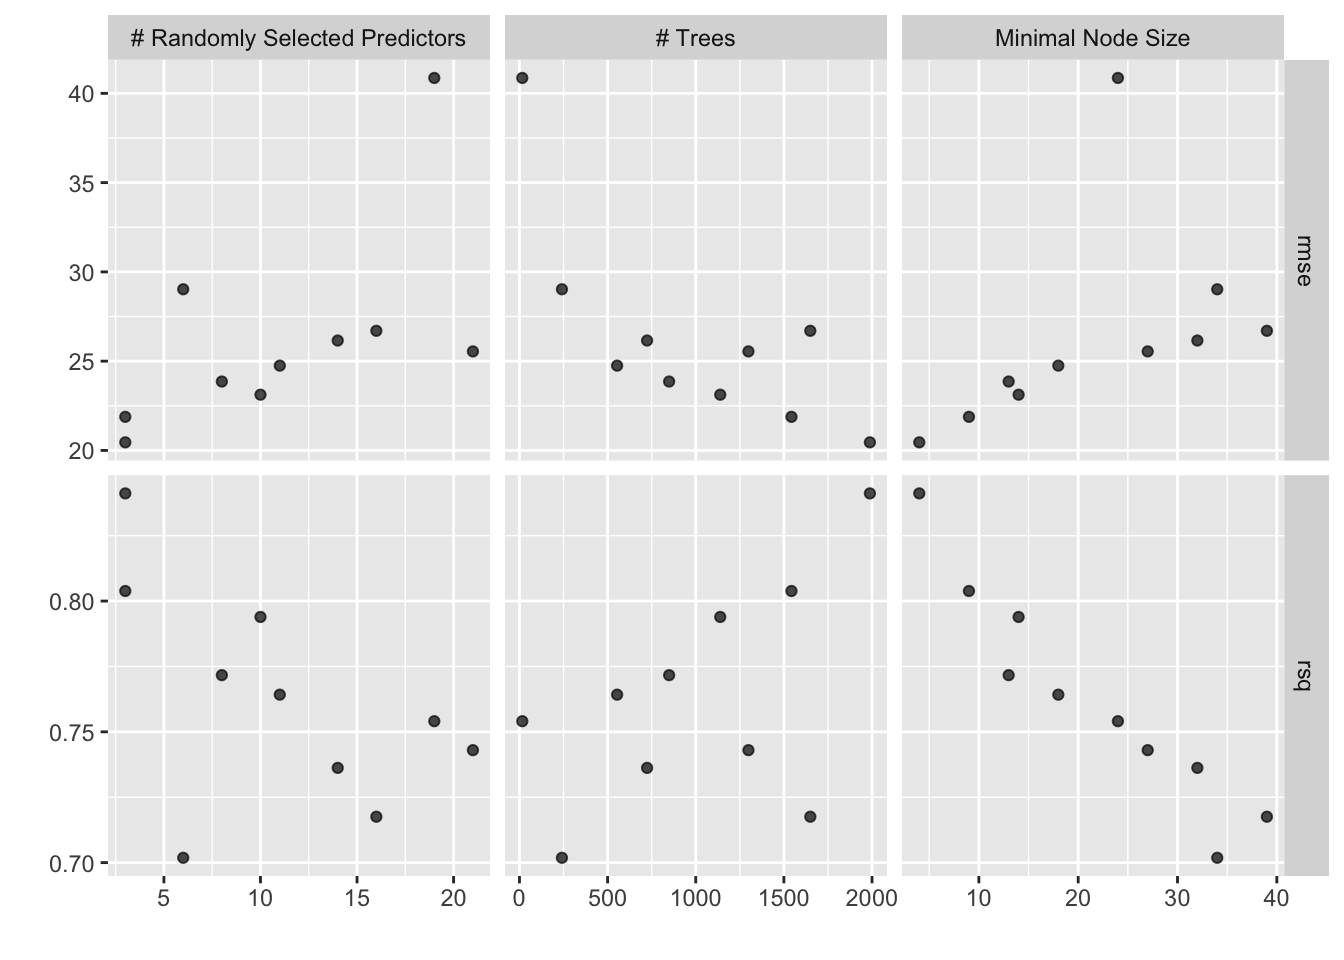 # Randomly Selected Predictors
# Trees
Minimal Node Size
40
35
30
25
20
rmse
0.80
0.75
0.70
rsq
5 10 15 20
0 500 1000 1500 2000
10 20 30 40